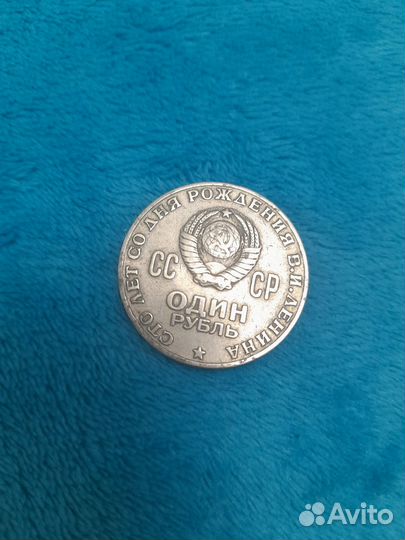 СТО ЛЕТ СО ДНЯ РОЖДЕНИЯ В.И.ЛЕНИНА
СС СР
ОДИН
РУБЛЬ
Avito